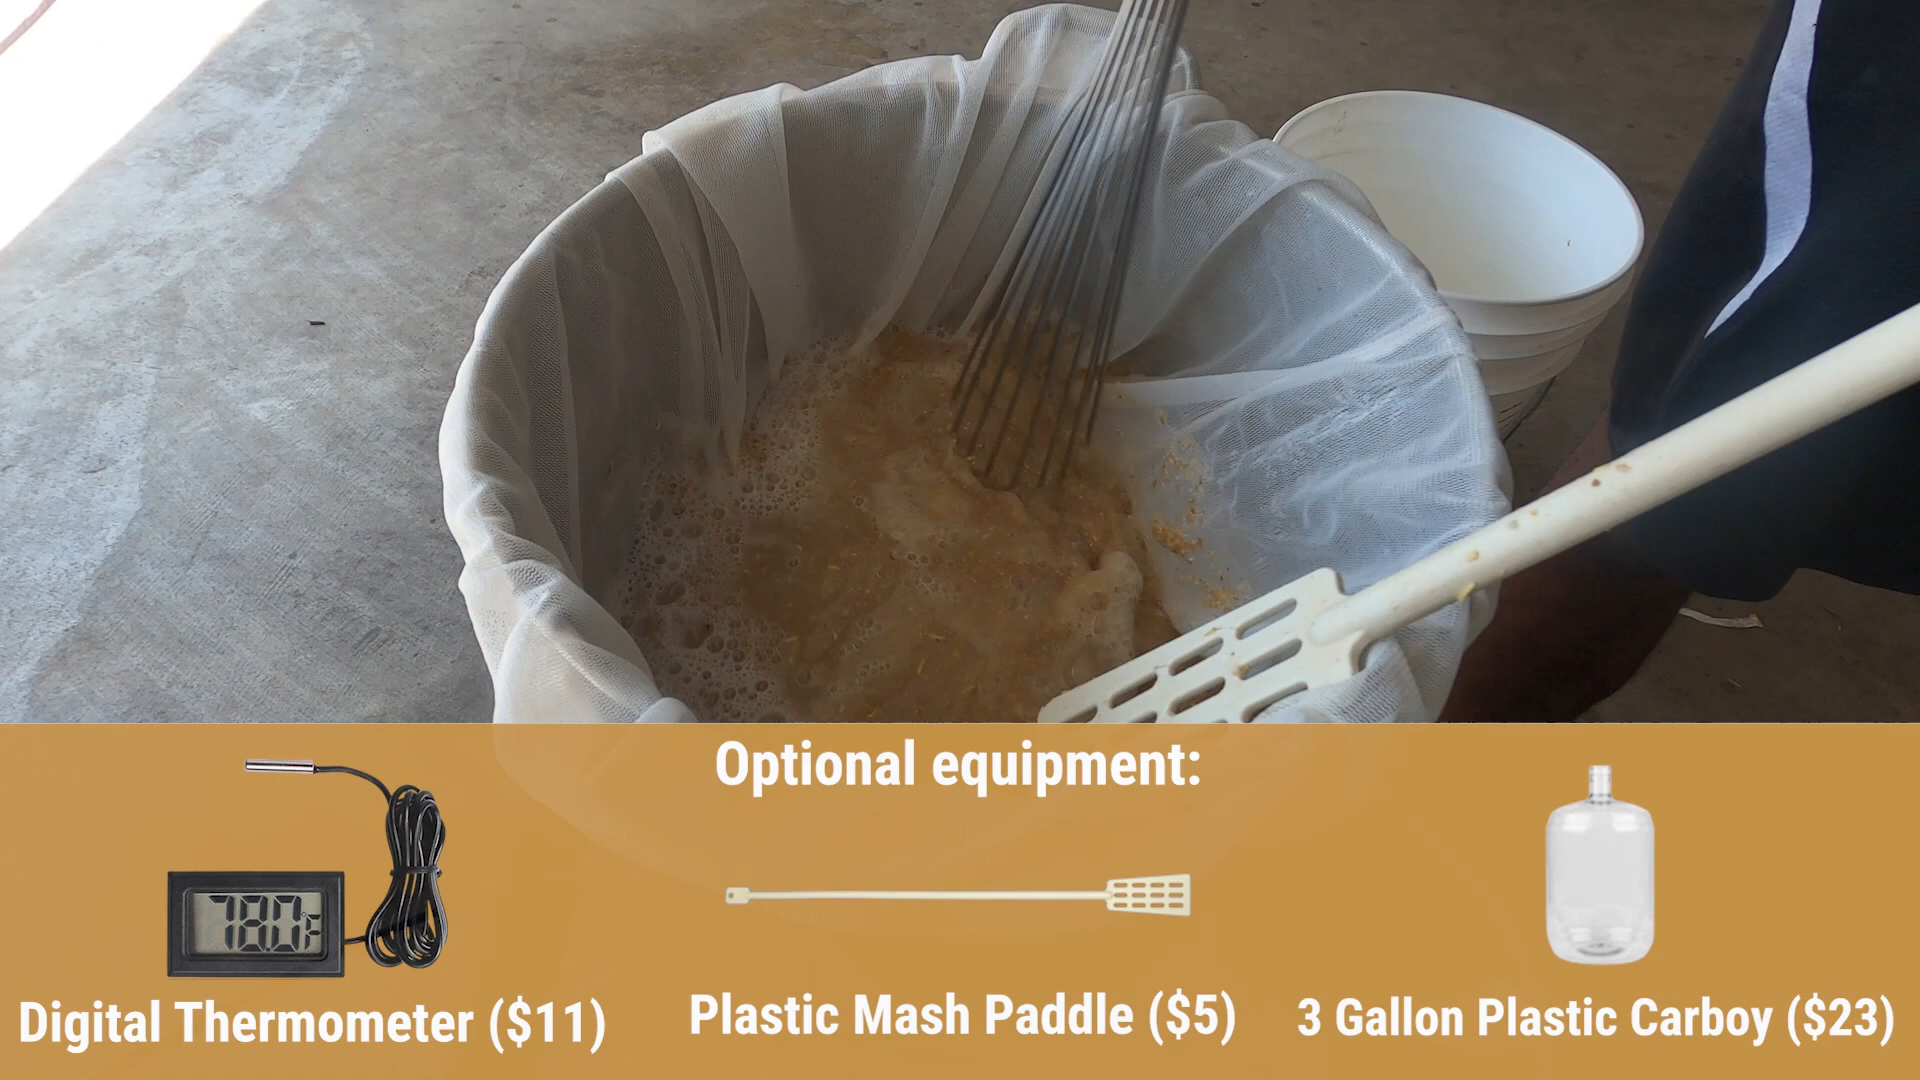 Optional equipment:
78.0°F
Digital Thermometer ($11)
Plastic Mash Paddle ($5)
3 Gallon Plastic Carboy ($23)